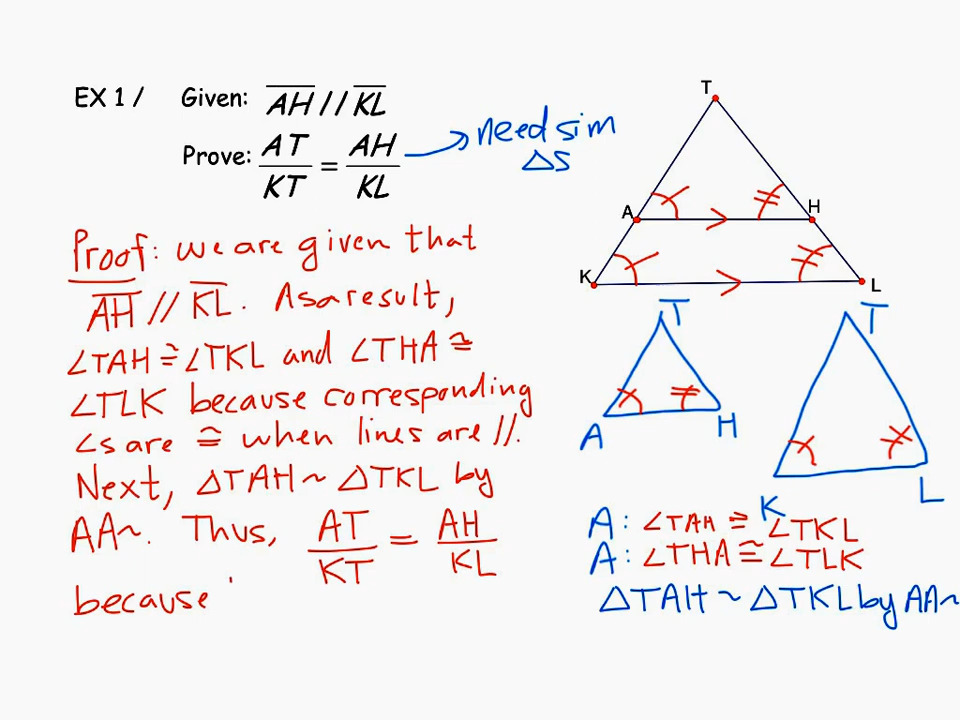 EX 1 / Given: AH // KL
Prove: AT/KT = AH/KL
need sim
△s
T
A
H
K
L
Proof: we are given that
AH // KL. As a result,
∠TAH ≅ ∠TKL and ∠THA ≅
∠TLK because corresponding
∠s are ≅ when lines are //.
Next, △TAH ~ △TKL by
AA~. Thus, AT/KT = AH/KL
because
T
A
H
T
K
L
A: ∠TAH ≅ ∠TKL
A: ∠THA ≅ ∠TLK
△TAH ~ △TKL by AA~